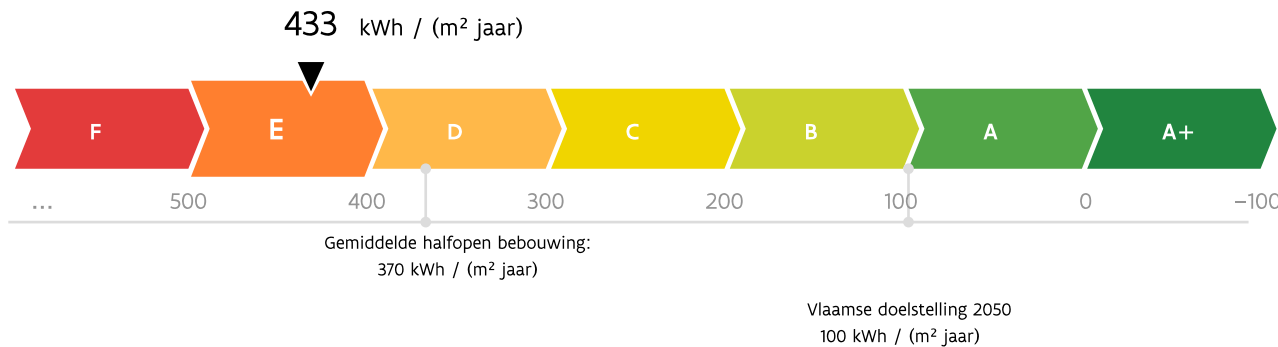 433 kWh / (m² jaar)
F E D C B A A+
... 500 400 300 200 100 0 −100
Gemiddelde halfopen bebouwing:
370 kWh / (m² jaar)
Vlaamse doelstelling 2050
100 kWh / (m² jaar)